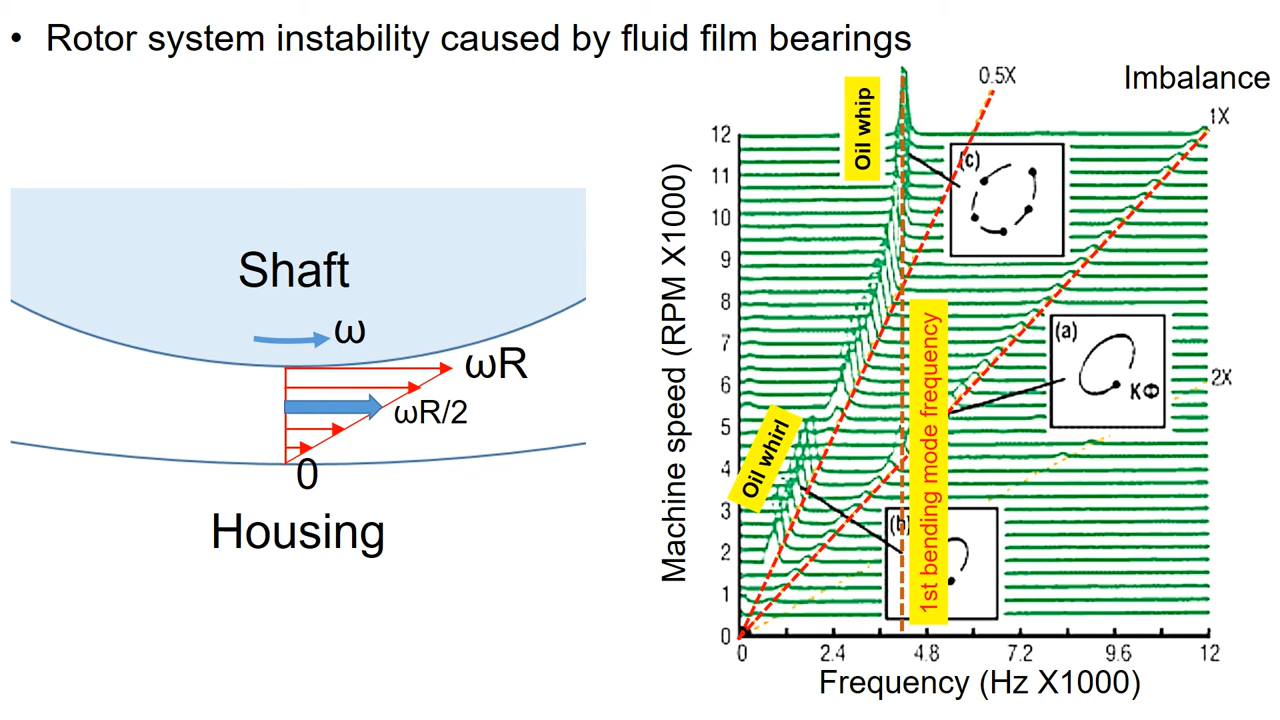 • Rotor system instability caused by fluid film bearings
Shaft
ω
ωR
ωR/2
0
Housing
Imbalance
0.5X
1X
2X
Oil whip
Oil whirl
1st bending mode frequency
(c)
(a)
KΦ
(b)
Machine speed (RPM X1000)
12
11
10
9
8
7
6
5
4
3
2
1
0
0 2.4 4.8 7.2 9.6 12
Frequency (Hz X1000)